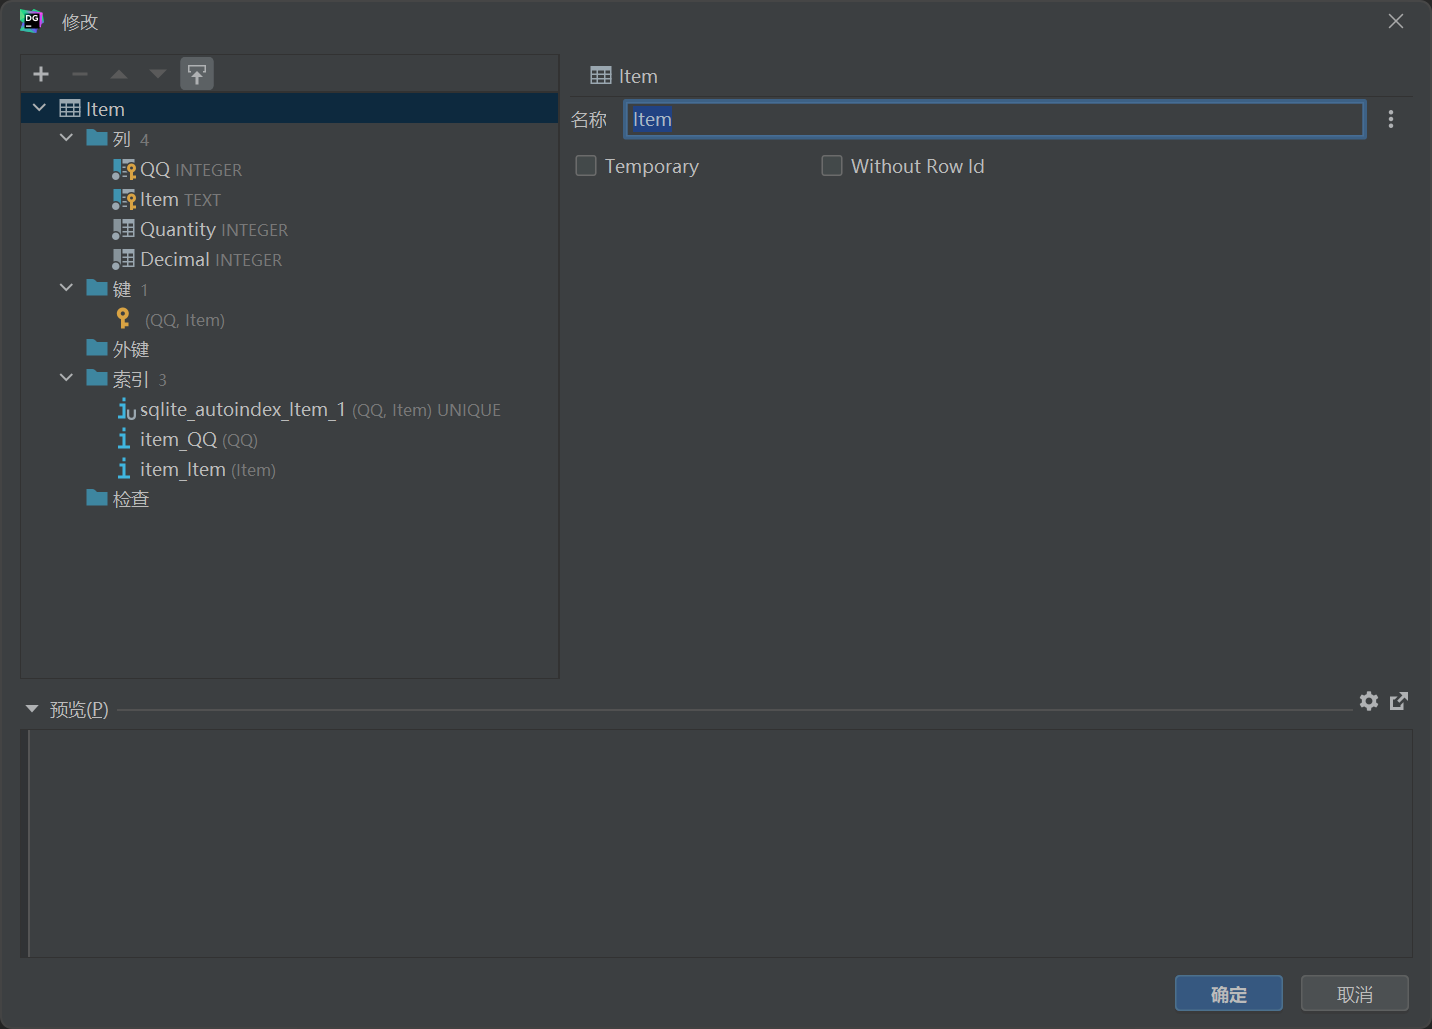 DG 修改
Item
列 4
QQ INTEGER
Item TEXT
Quantity INTEGER
Decimal INTEGER
键 1
(QQ, Item)
外键
索引 3
sqlite_autoindex_Item_1 (QQ, Item) UNIQUE
item_QQ (QQ)
item_Item (Item)
检查
Item
名称 Item
Temporary Without Row Id
预览(P)
确定 取消